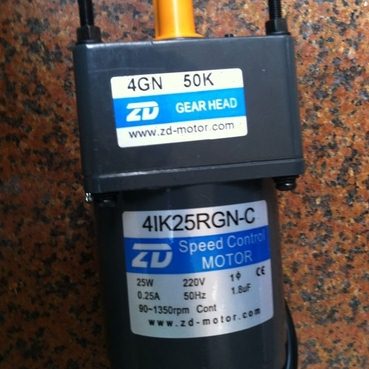 4GN 50K
ZD GEAR HEAD
www.zd-motor.com
4IK25RGN-C
ZD Speed Control
MOTOR
25W 220V 1ϕ CE
0.25A 50Hz 1.8uF
90~1350rpm Cont
www.zd-motor.com